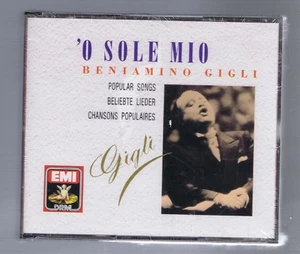 'O SOLE MIO
BENIAMINO GIGLI
POPULAR SONGS
BELIEBTE LIEDER
CHANSONS POPULAIRES
Gigli
EMI
DRM